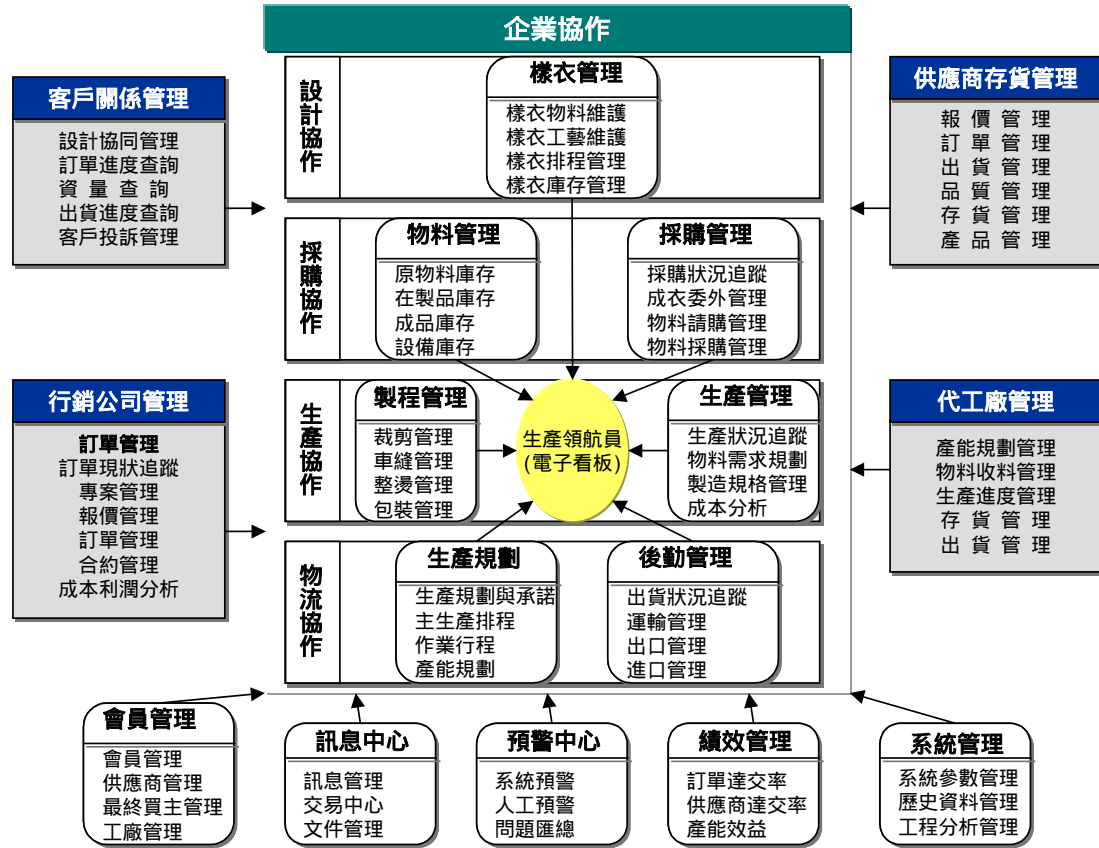 企業協作
客戶關係管理
設計協同管理
訂單進度查詢
資 量 查 詢
出貨進度查詢
客戶投訴管理
行銷公司管理
訂單管理
訂單現狀追蹤
專案管理
報價管理
訂單管理
合約管理
成本利潤分析
設計協作
樣衣管理
樣衣物料維護
樣衣工藝維護
樣衣排程管理
樣衣庫存管理
採購協作
物料管理
原物料庫存
在製品庫存
成品庫存
設備庫存
採購管理
採購狀況追蹤
成衣委外管理
物料請購管理
物料採購管理
生產協作
製程管理
裁剪管理
車縫管理
整燙管理
包裝管理
生產領航員
(電子看板)
生產管理
生產狀況追蹤
物料需求規劃
製造規格管理
成本分析
物流協作
生產規劃
生產規劃與承諾
主生產排程
作業行程
產能規劃
後勤管理
出貨狀況追蹤
運輸管理
出口管理
進口管理
供應商存貨管理
報 價 管 理
訂 單 管 理
出 貨 管 理
品 質 管 理
存 貨 管 理
產 品 管 理
代工廠管理
產能規劃管理
物料收料管理
生產進度管理
存 貨 管 理
出 貨 管 理
會員管理
會員管理
供應商管理
最終買主管理
工廠管理
訊息中心
訊息管理
交易中心
文件管理
預警中心
系統預警
人工預警
問題匯總
績效管理
訂單達交率
供應商達交率
產能效益
系統管理
系統參數管理
歷史資料管理
工程分析管理